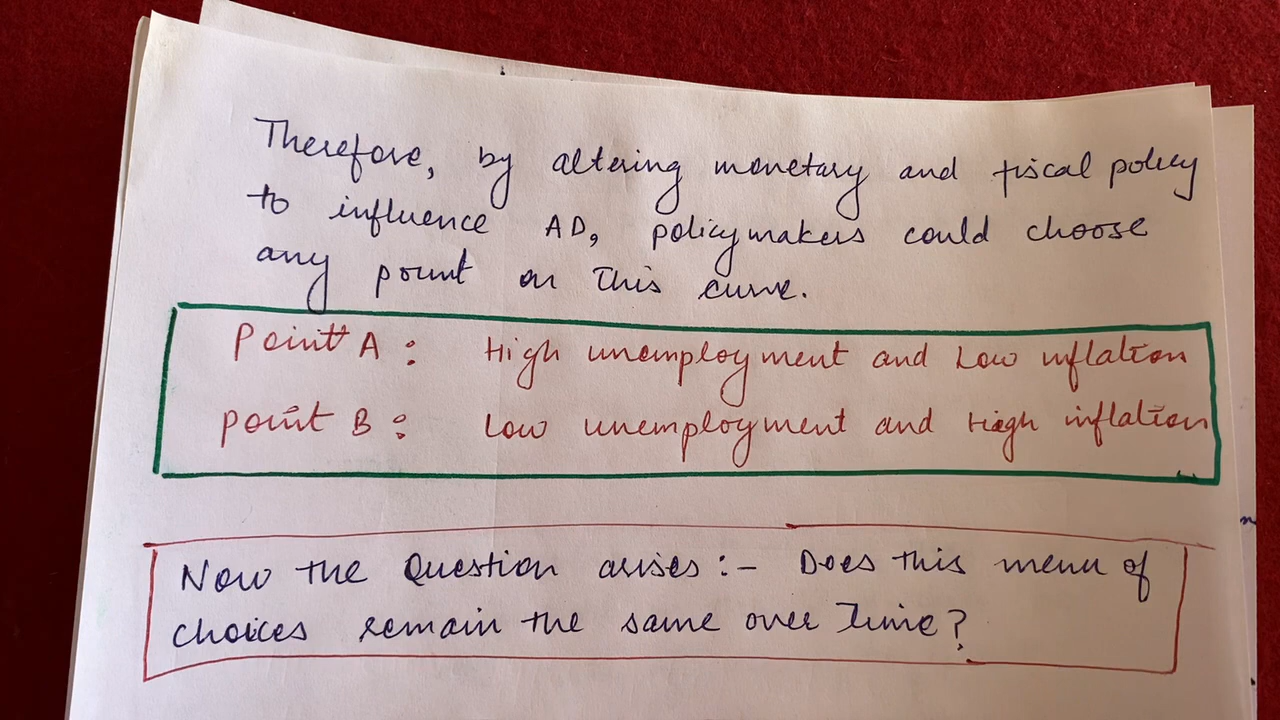 Therefore, by altering monetary and fiscal policy
to influence AD, policymakers could choose
any point on this curve.
Point A : High unemployment and Low inflation
point B : Low unemployment and High inflation
Now the Question arises :- Does this menu of
choices remain the same over time?